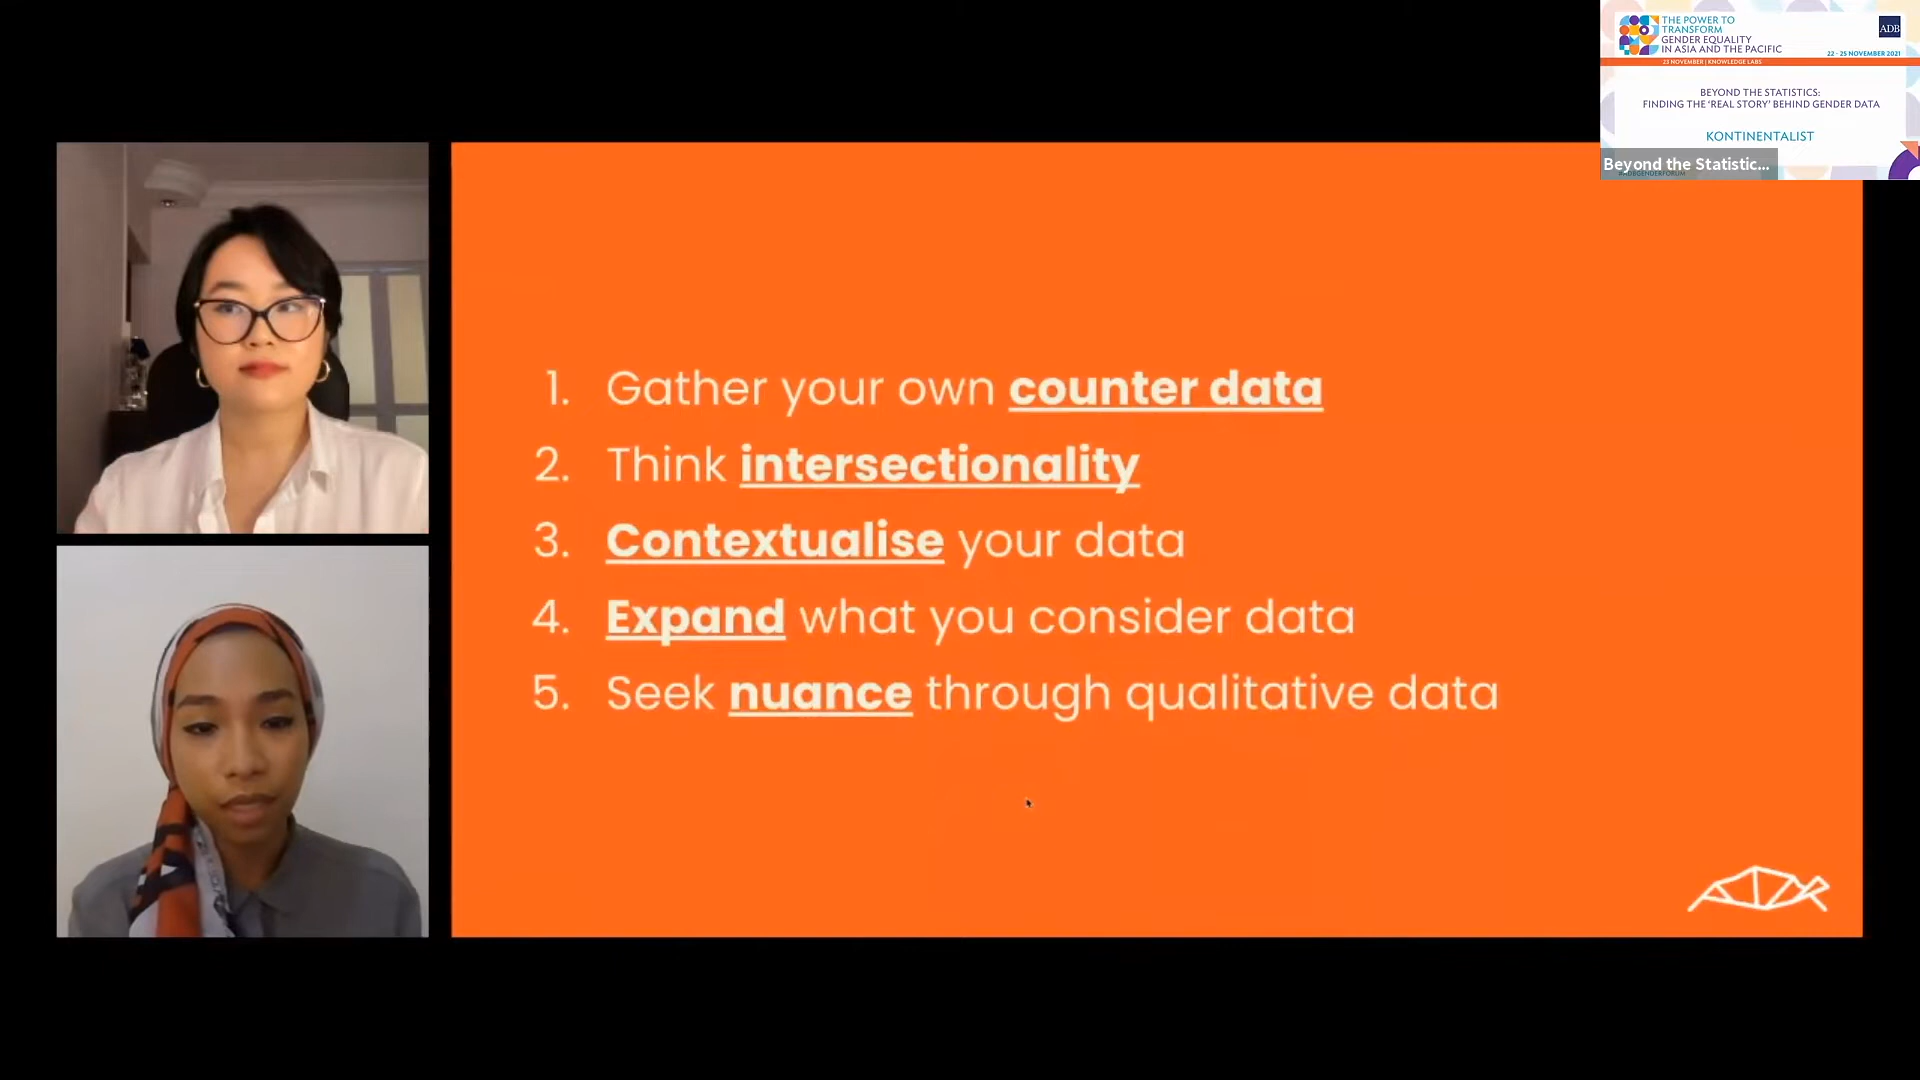 THE POWER TO
TRANSFORM
GENDER EQUALITY
IN ASIA AND THE PACIFIC
ADB
22 - 25 NOVEMBER 2021
23 NOVEMBER | KNOWLEDGE LABS
BEYOND THE STATISTICS:
FINDING THE 'REAL STORY' BEHIND GENDER DATA
KONTINENTALIST
Beyond the Statistic...
#ADBGENDERFORUM
1. Gather your own counter data
2. Think intersectionality
3. Contextualise your data
4. Expand what you consider data
5. Seek nuance through qualitative data